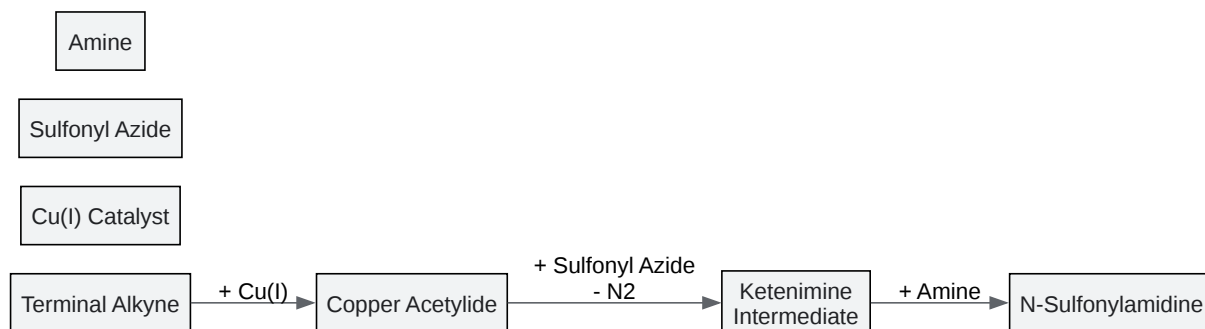 Amine
Sulfonyl Azide
Cu(I) Catalyst
Terminal Alkyne
+ Cu(I)
Copper Acetylide
+ Sulfonyl Azide
- N2
Ketenimine
Intermediate
+ Amine
N-Sulfonylamidine